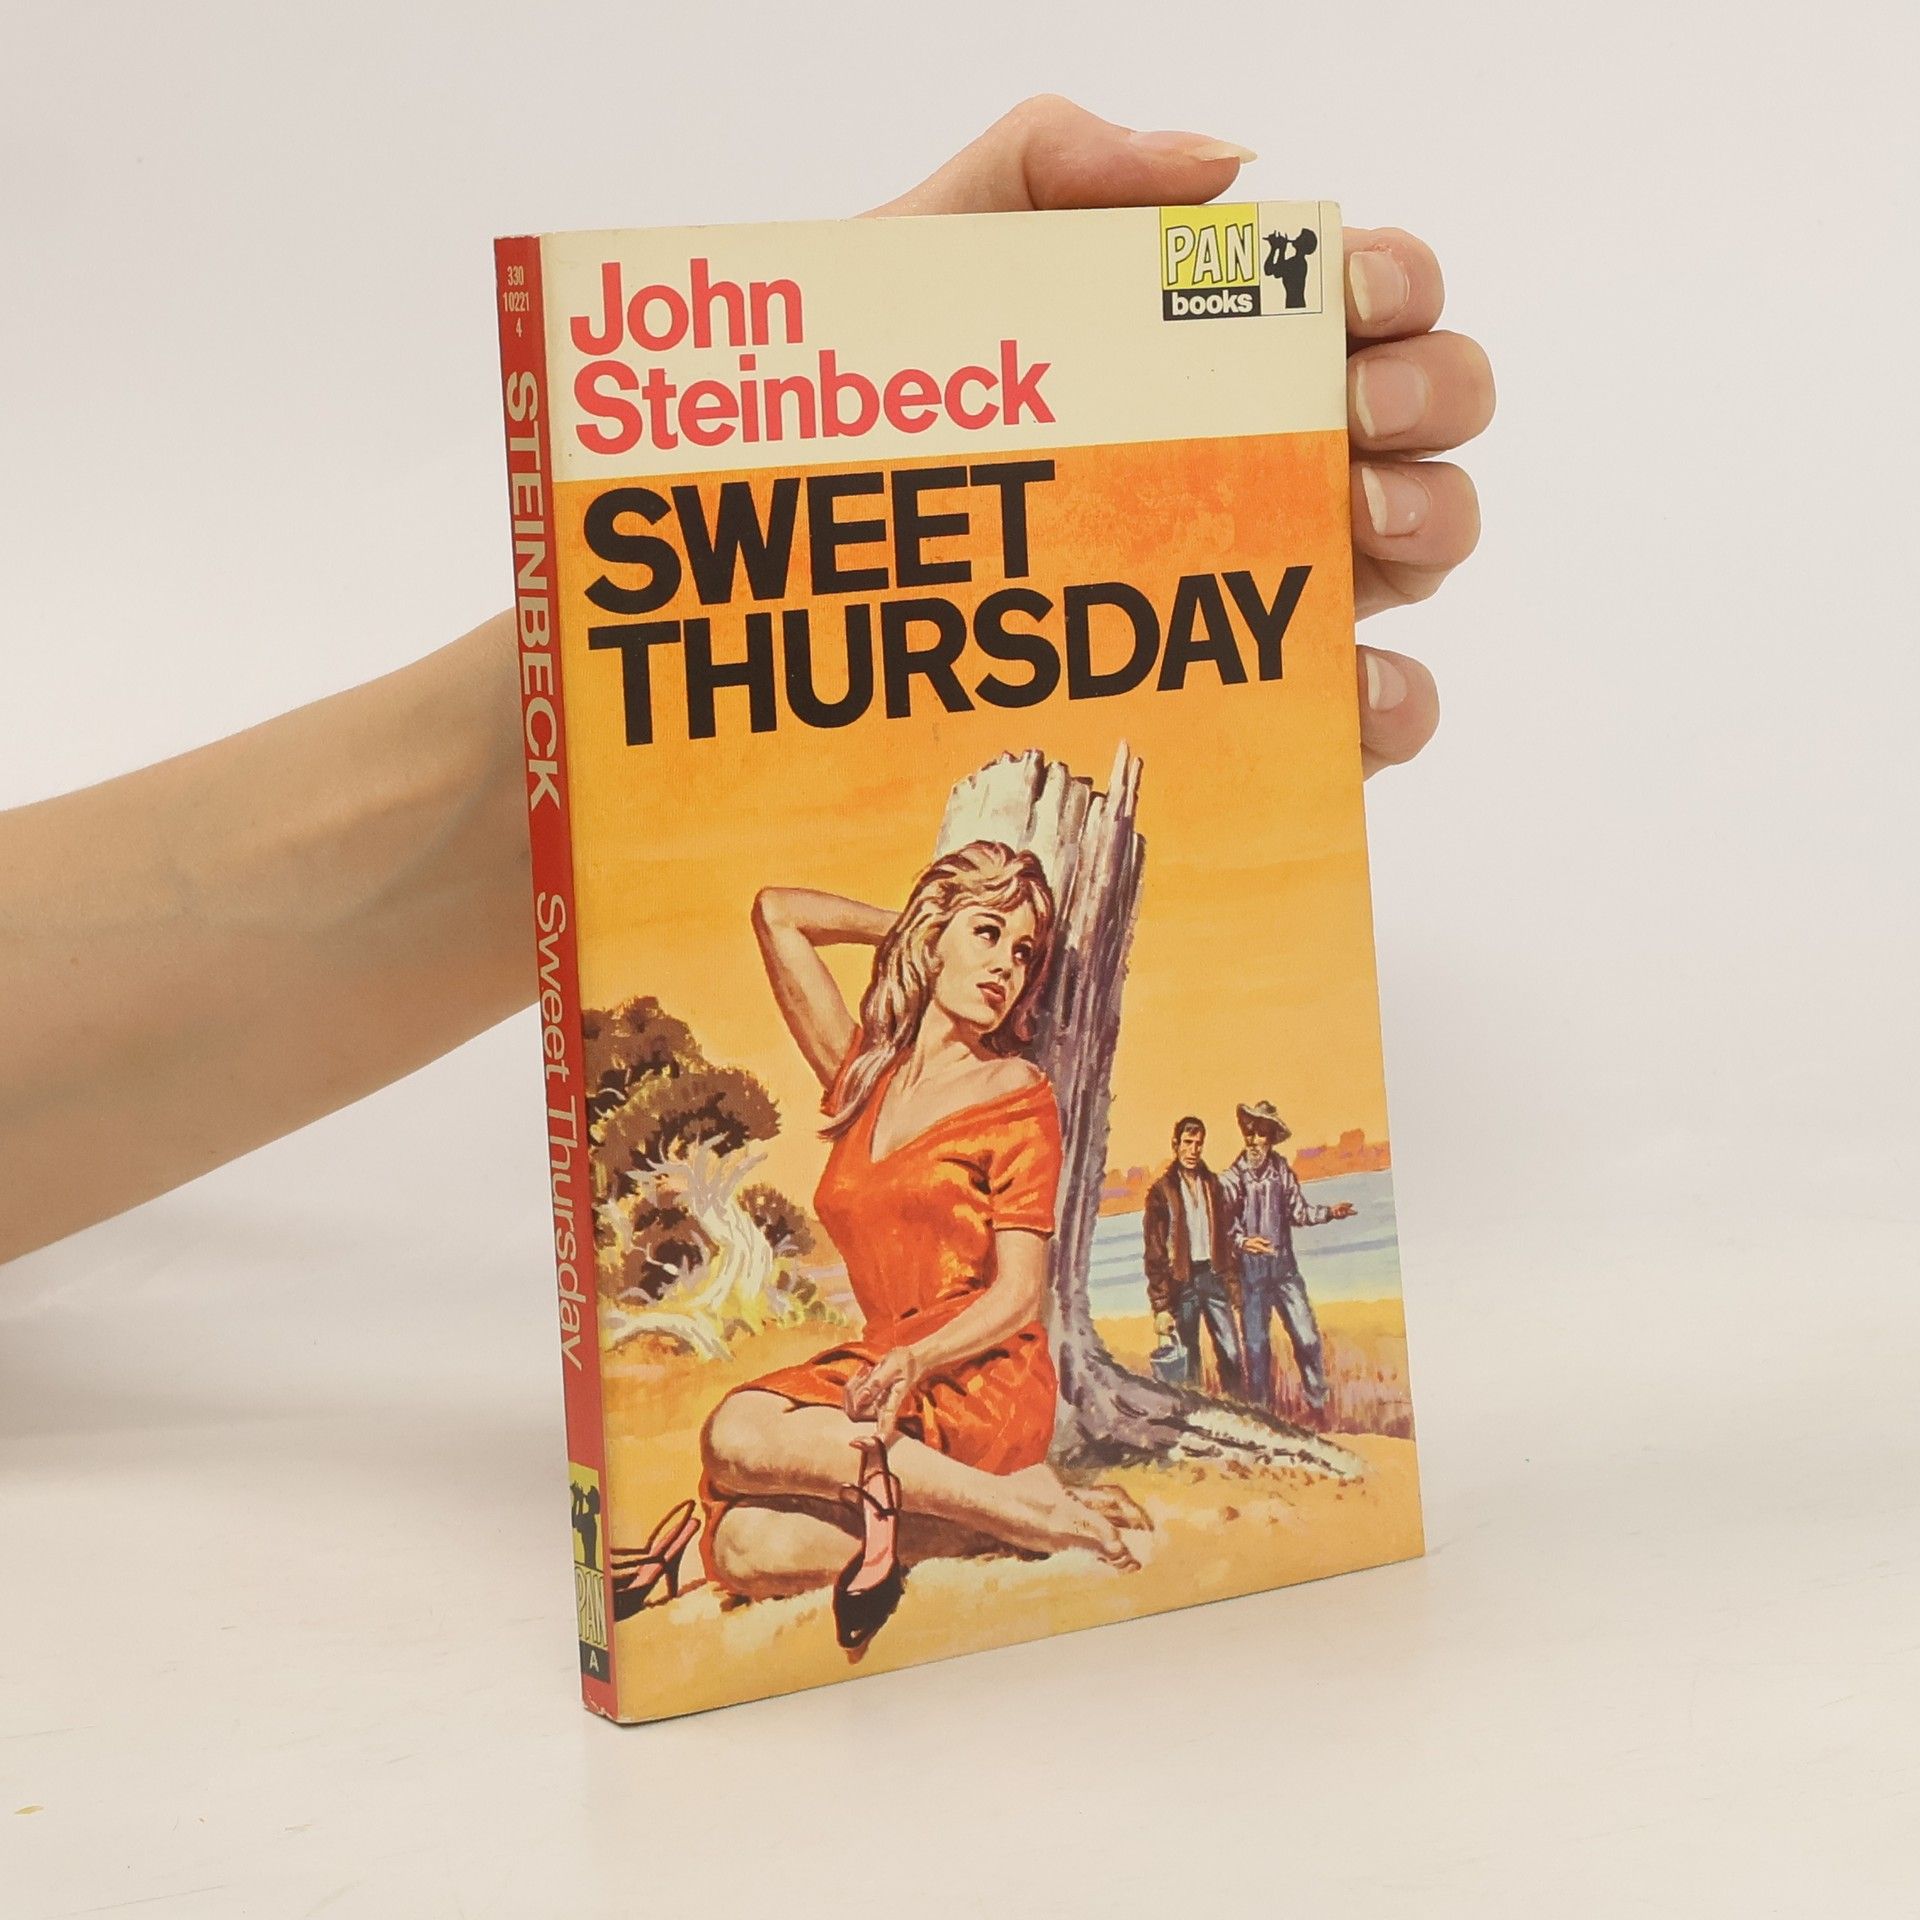 John
Steinbeck
PAN
books
SWEET
THURSDAY
330
10221
4
STEINBECK Sweet Thursday
PAN
A